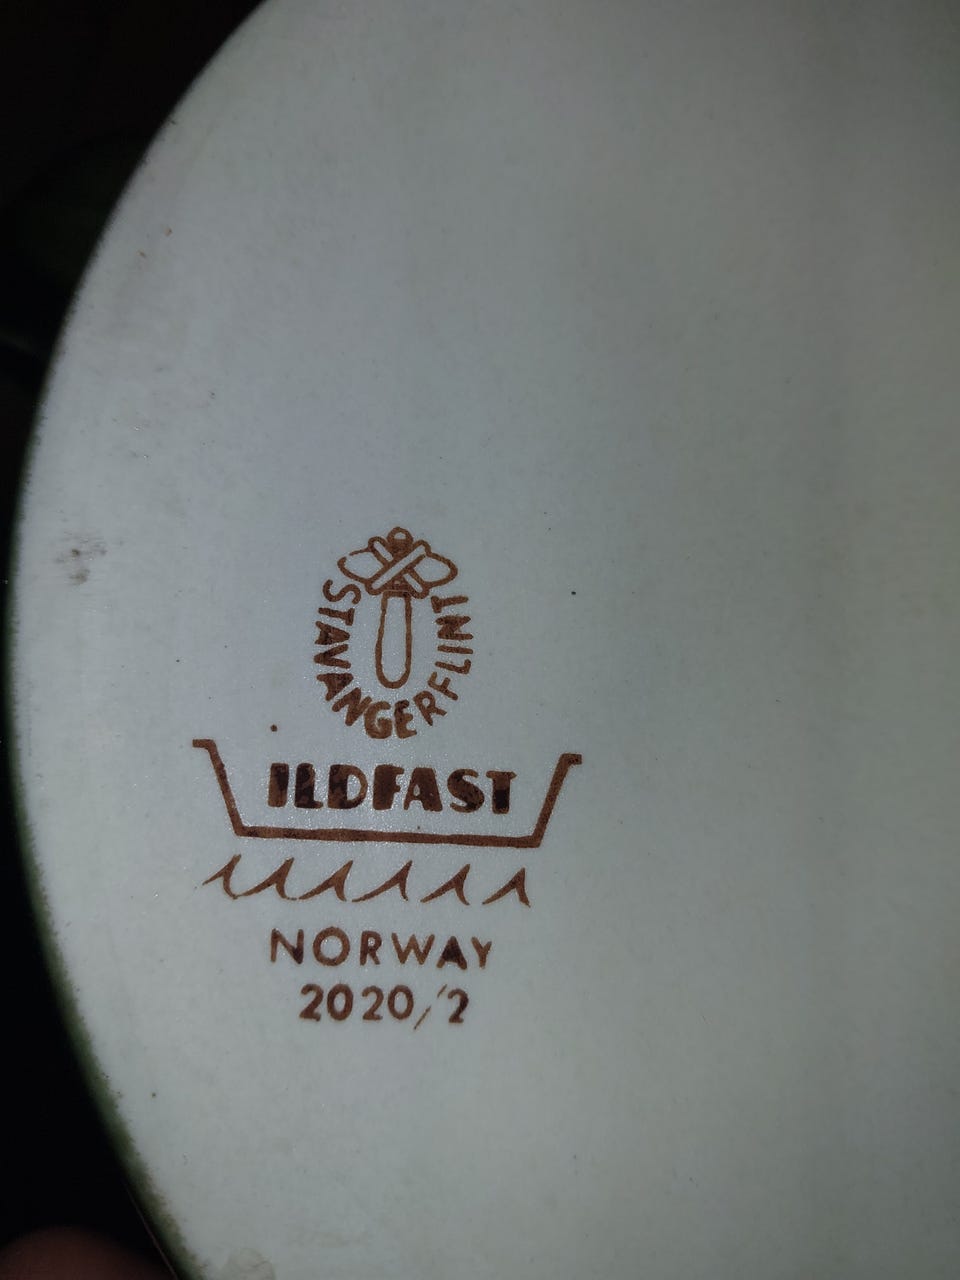 STAVANGERFLINT
ILDFAST
NORWAY
2020/2